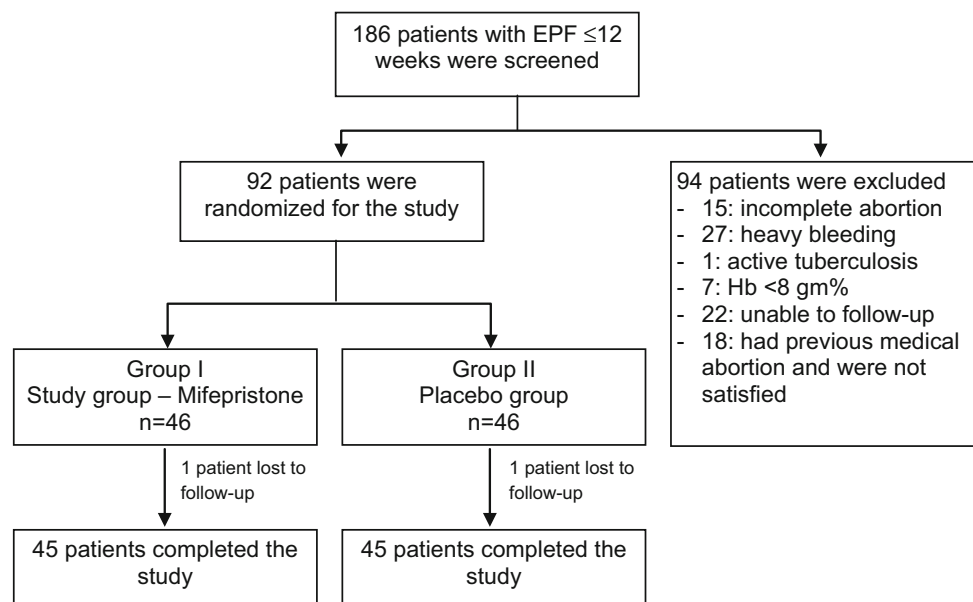 186 patients with EPF ≤12
weeks were screened
92 patients were
randomized for the study
94 patients were excluded
- 15: incomplete abortion
- 27: heavy bleeding
- 1: active tuberculosis
- 7: Hb <8 gm%
- 22: unable to follow-up
- 18: had previous medical
abortion and were not
satisfied
Group I
Study group – Mifepristone
n=46
Group II
Placebo group
n=46
1 patient lost to
follow-up
1 patient lost to
follow-up
45 patients completed the
study
45 patients completed the
study